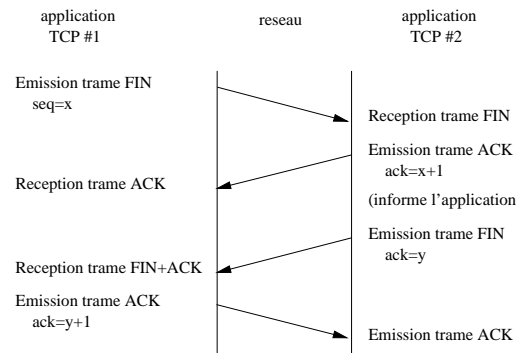 application
TCP #1
reseau
application
TCP #2
Emission trame FIN
seq=x
Reception trame FIN
Emission trame ACK
ack=x+1
Reception trame ACK
(informe l'application
Emission trame FIN
ack=y
Reception trame FIN+ACK
Emission trame ACK
ack=y+1
Emission trame ACK